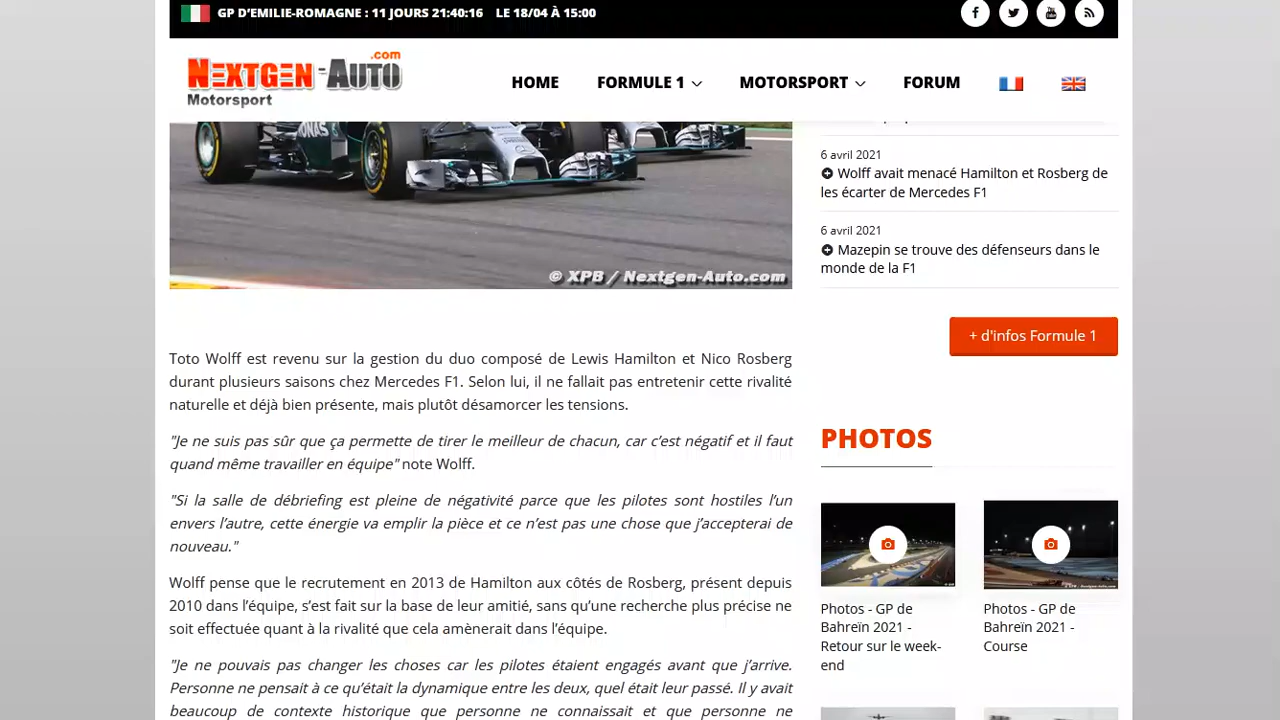 GP D'EMILIE-ROMAGNE : 11 JOURS 21:40:16 LE 18/04 À 15:00
NEXTGEN-AUTO.com
Motorsport
HOME FORMULE 1 MOTORSPORT FORUM
© XPB / Nextgen-Auto.com
Toto Wolff est revenu sur la gestion du duo composé de Lewis Hamilton et Nico Rosberg
durant plusieurs saisons chez Mercedes F1. Selon lui, il ne fallait pas entretenir cette rivalité
naturelle et déjà bien présente, mais plutôt désamorcer les tensions.
"Je ne suis pas sûr que ça permette de tirer le meilleur de chacun, car c’est négatif et il faut
quand même travailler en équipe" note Wolff.
"Si la salle de débriefing est pleine de négativité parce que les pilotes sont hostiles l’un
envers l’autre, cette énergie va emplir la pièce et ce n’est pas une chose que j’accepterai de
nouveau."
Wolff pense que le recrutement en 2013 de Hamilton aux côtés de Rosberg, présent depuis
2010 dans l’équipe, s’est fait sur la base de leur amitié, sans qu’une recherche plus précise ne
soit effectuée quant à la rivalité que cela amènerait dans l’équipe.
"Je ne pouvais pas changer les choses car les pilotes étaient engagés avant que j’arrive.
Personne ne pensait à ce qu’était la dynamique entre les deux, quel était leur passé. Il y avait
beaucoup de contexte historique que personne ne connaissait et que personne ne
6 avril 2021
Wolff avait menacé Hamilton et Rosberg de
les écarter de Mercedes F1
6 avril 2021
Mazepin se trouve des défenseurs dans le
monde de la F1
+ d'infos Formule 1
PHOTOS
Photos - GP de
Bahreïn 2021 -
Retour sur le week-
end
Photos - GP de
Bahreïn 2021 -
Course